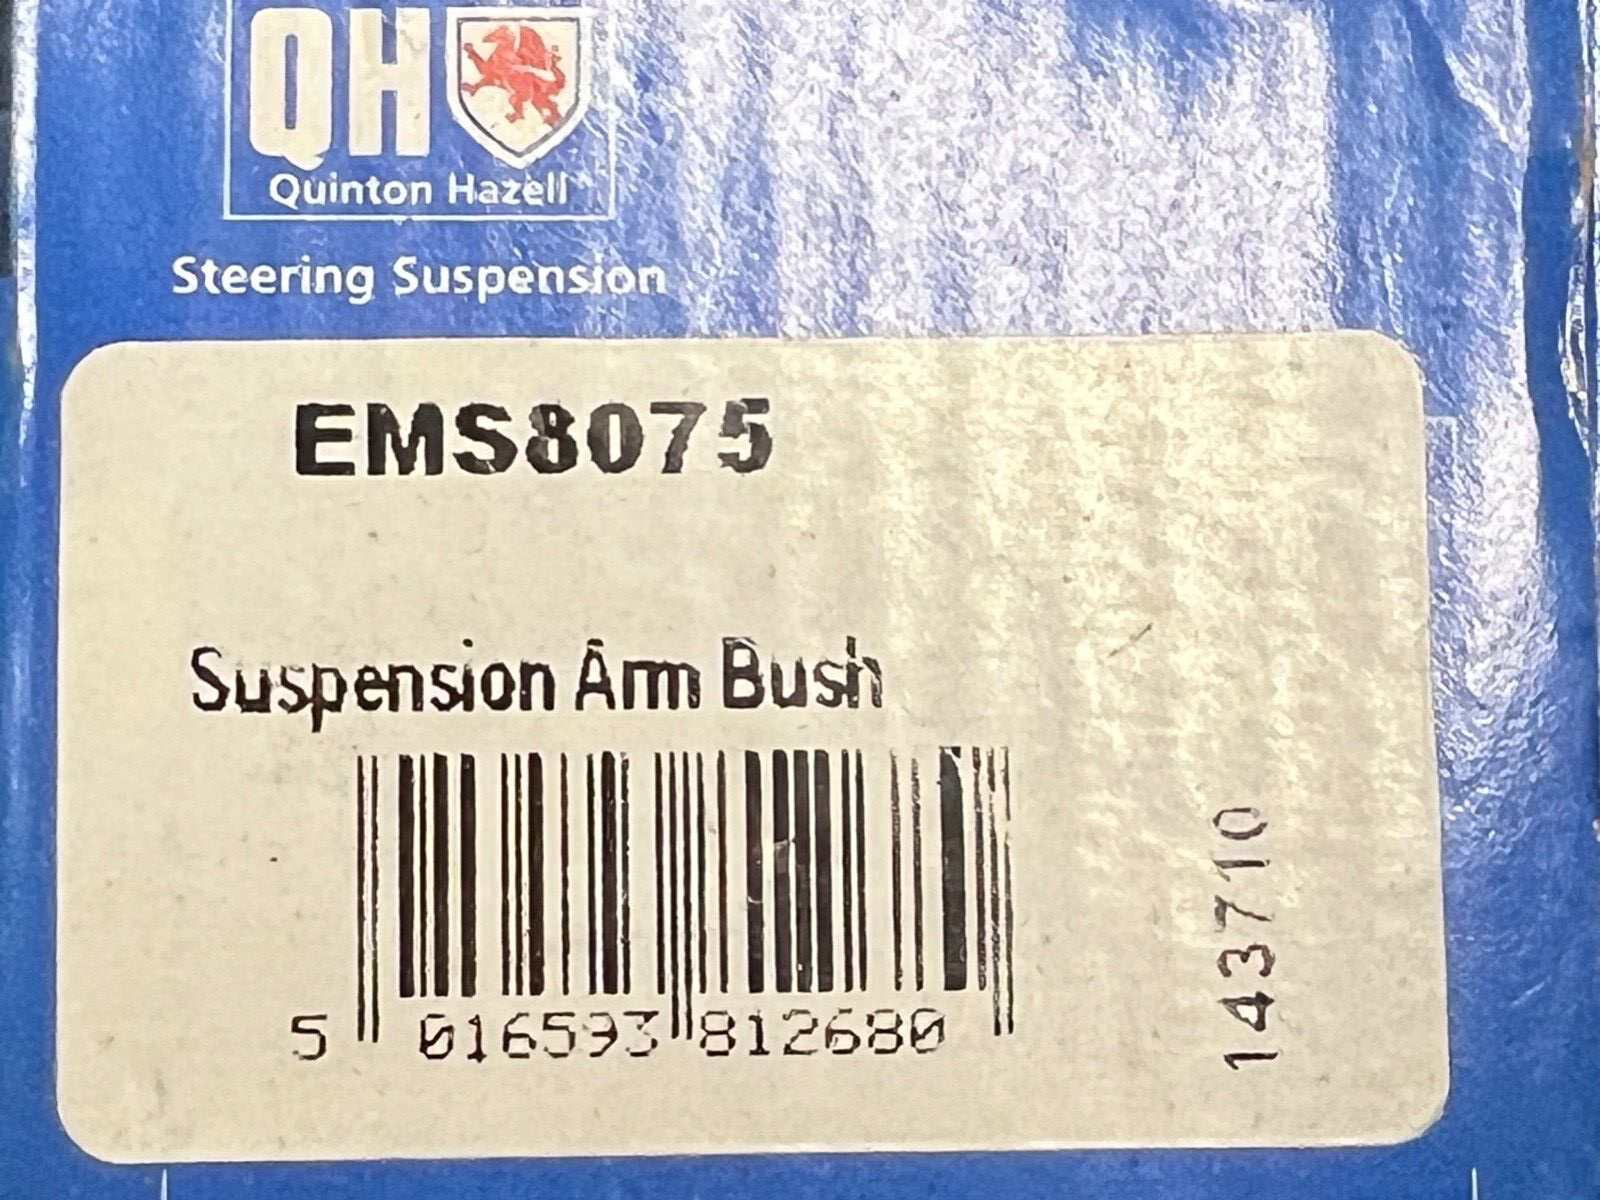 QH
Quinton Hazell
Steering Suspension
EMS8075
Suspension Arm Bush
5 016593 812680
143710